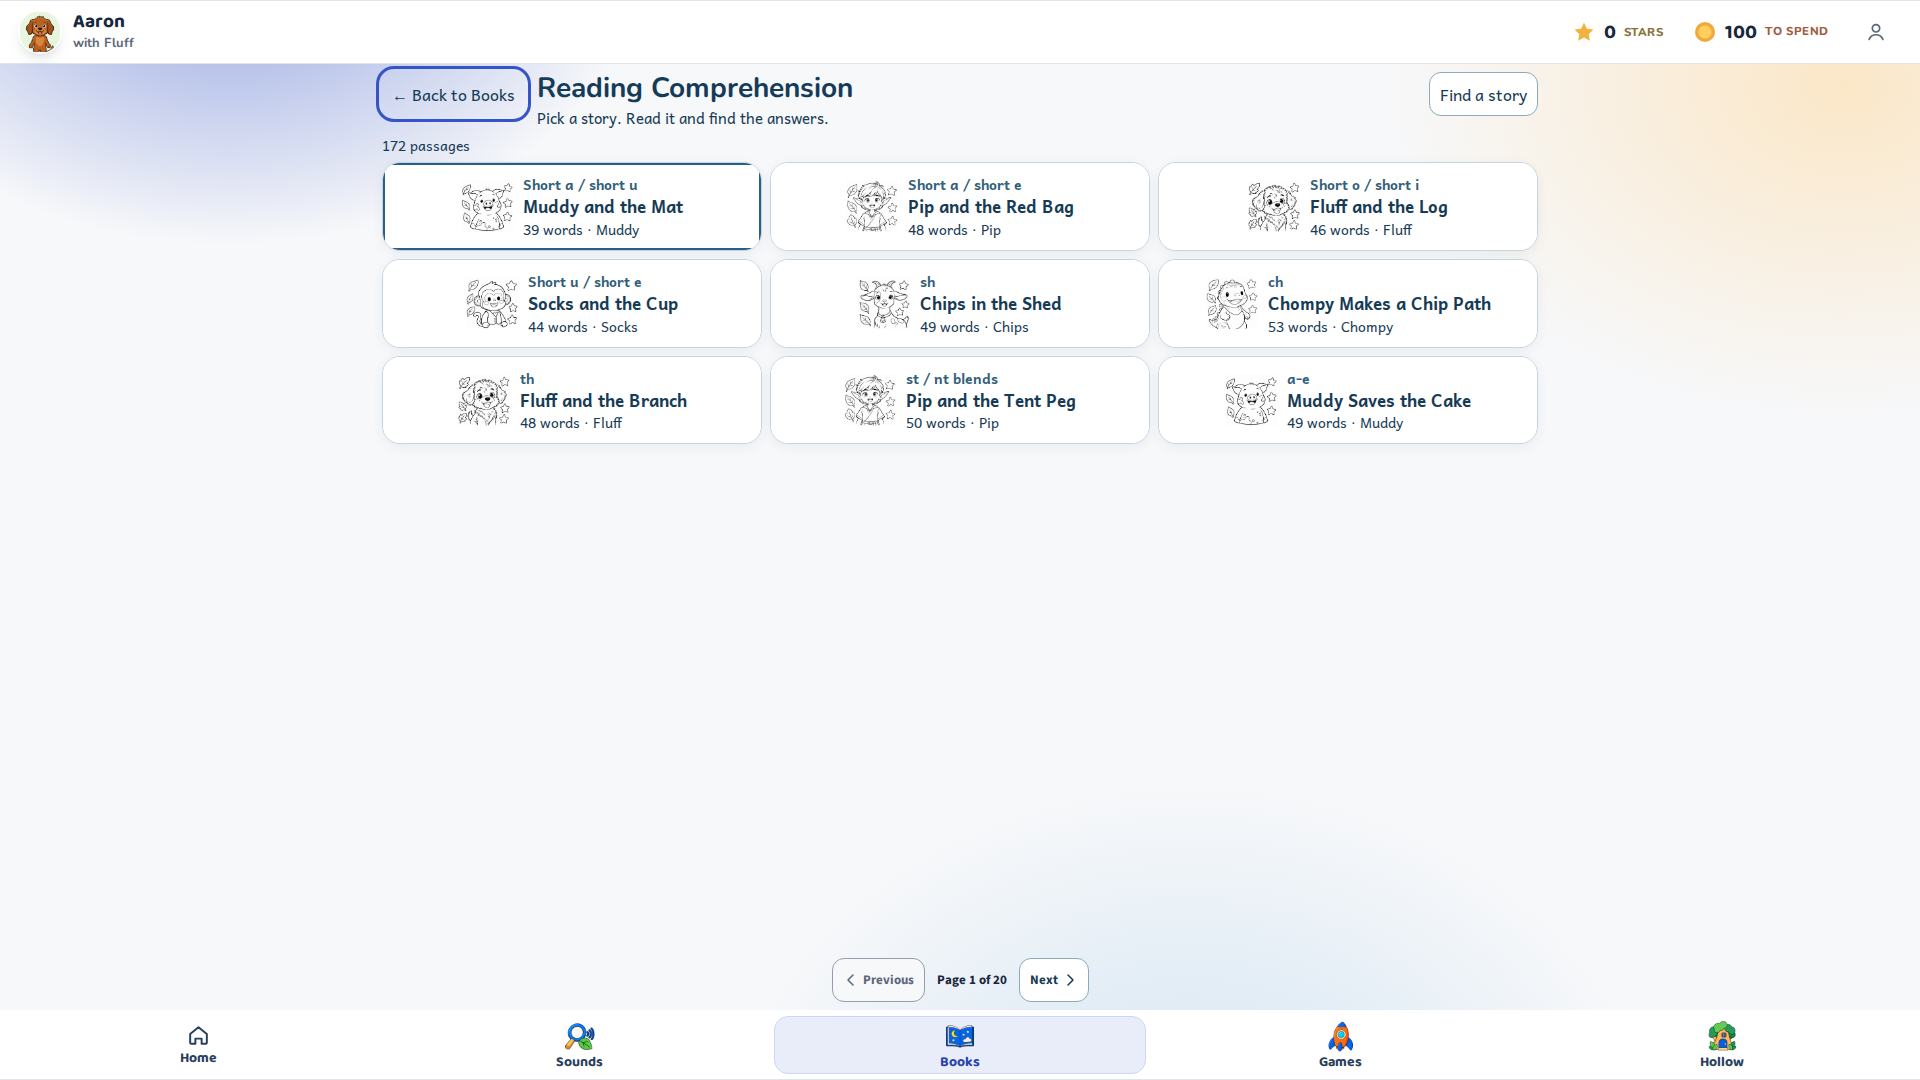 Aaron
with Fluff
0 STARS
100 TO SPEND
← Back to Books
Reading Comprehension
Pick a story. Read it and find the answers.
Find a story
172 passages
Short a / short u
Muddy and the Mat
39 words · Muddy
Short a / short e
Pip and the Red Bag
48 words · Pip
Short o / short i
Fluff and the Log
46 words · Fluff
Short u / short e
Socks and the Cup
44 words · Socks
sh
Chips in the Shed
49 words · Chips
ch
Chompy Makes a Chip Path
53 words · Chompy
th
Fluff and the Branch
48 words · Fluff
st / nt blends
Pip and the Tent Peg
50 words · Pip
a-e
Muddy Saves the Cake
49 words · Muddy
Previous
Page 1 of 20
Next
Home
Sounds
Books
Games
Hollow